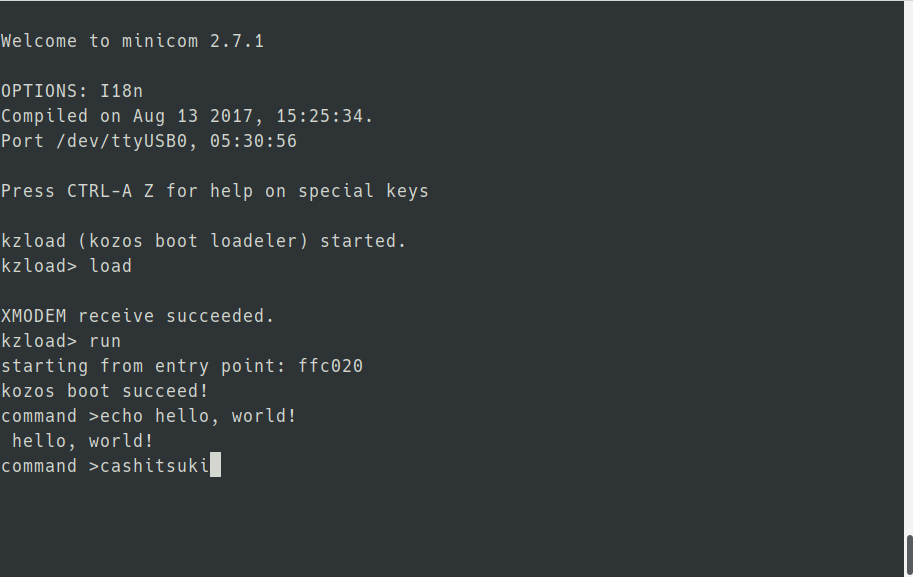 Welcome to minicom 2.7.1
OPTIONS: I18n
Compiled on Aug 13 2017, 15:25:34.
Port /dev/ttyUSB0, 05:30:56
Press CTRL-A Z for help on special keys
kzload (kozos boot loadeler) started.
kzload> load
XMODEM receive succeeded.
kzload> run
starting from entry point: ffc020
kozos boot succeed!
command >echo hello, world!
 hello, world!
command >cashitsuki